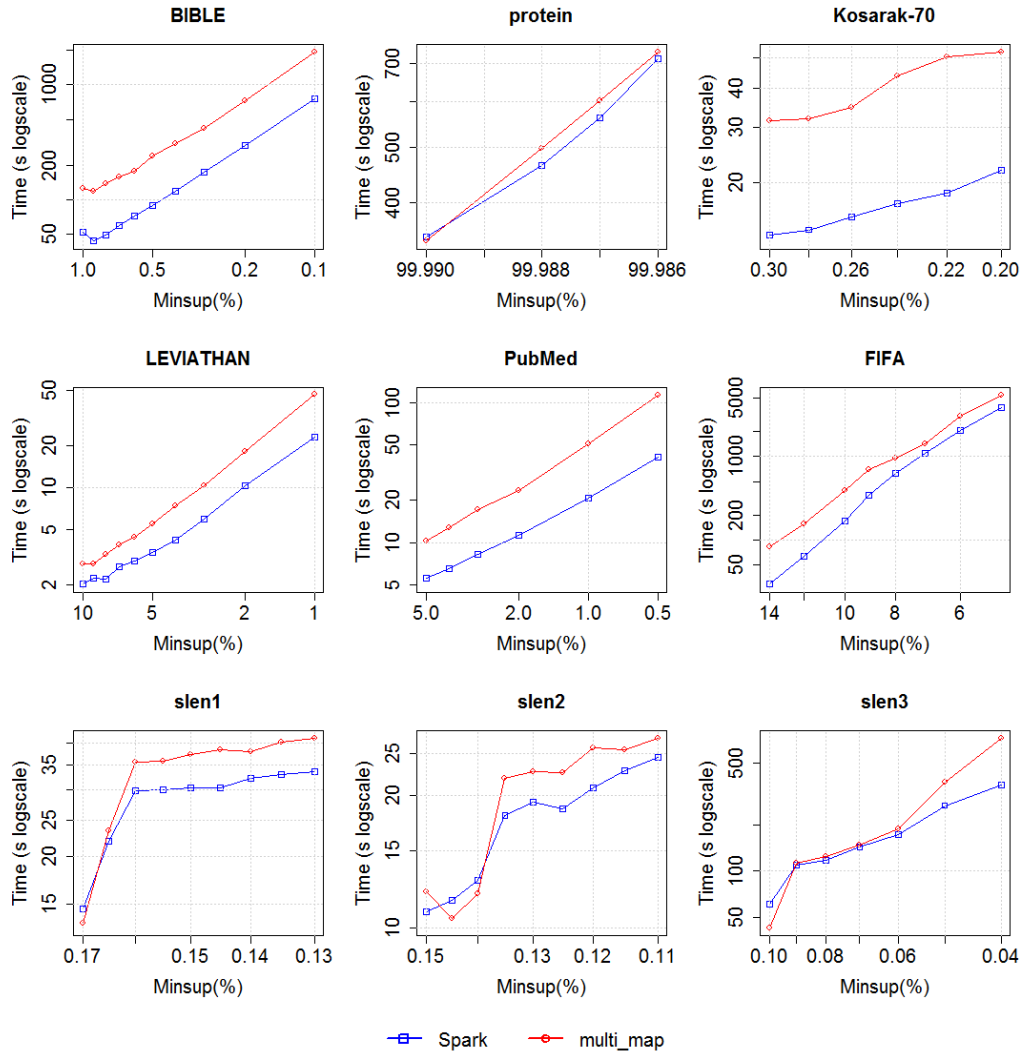 BIBLE
Time (s logscale)
50 200 1000
1.0 0.5 0.2 0.1
Minsup(%)
protein
Time (s logscale)
400 500 700
99.990 99.988 99.986
Minsup(%)
Kosarak-70
Time (s logscale)
20 30 40
0.30 0.26 0.22 0.20
Minsup(%)
LEVIATHAN
Time (s logscale)
2 5 10 20 50
10 5 2 1
Minsup(%)
PubMed
Time (s logscale)
5 10 20 50 100
5.0 2.0 1.0 0.5
Minsup(%)
FIFA
Time (s logscale)
50 200 1000 5000
14 10 8 6
Minsup(%)
slen1
Time (s logscale)
15 20 25 35
0.17 0.15 0.14 0.13
Minsup(%)
slen2
Time (s logscale)
10 15 20 25
0.15 0.13 0.12 0.11
Minsup(%)
slen3
Time (s logscale)
50 100 500
0.10 0.08 0.06 0.04
Minsup(%)
Spark multi_map